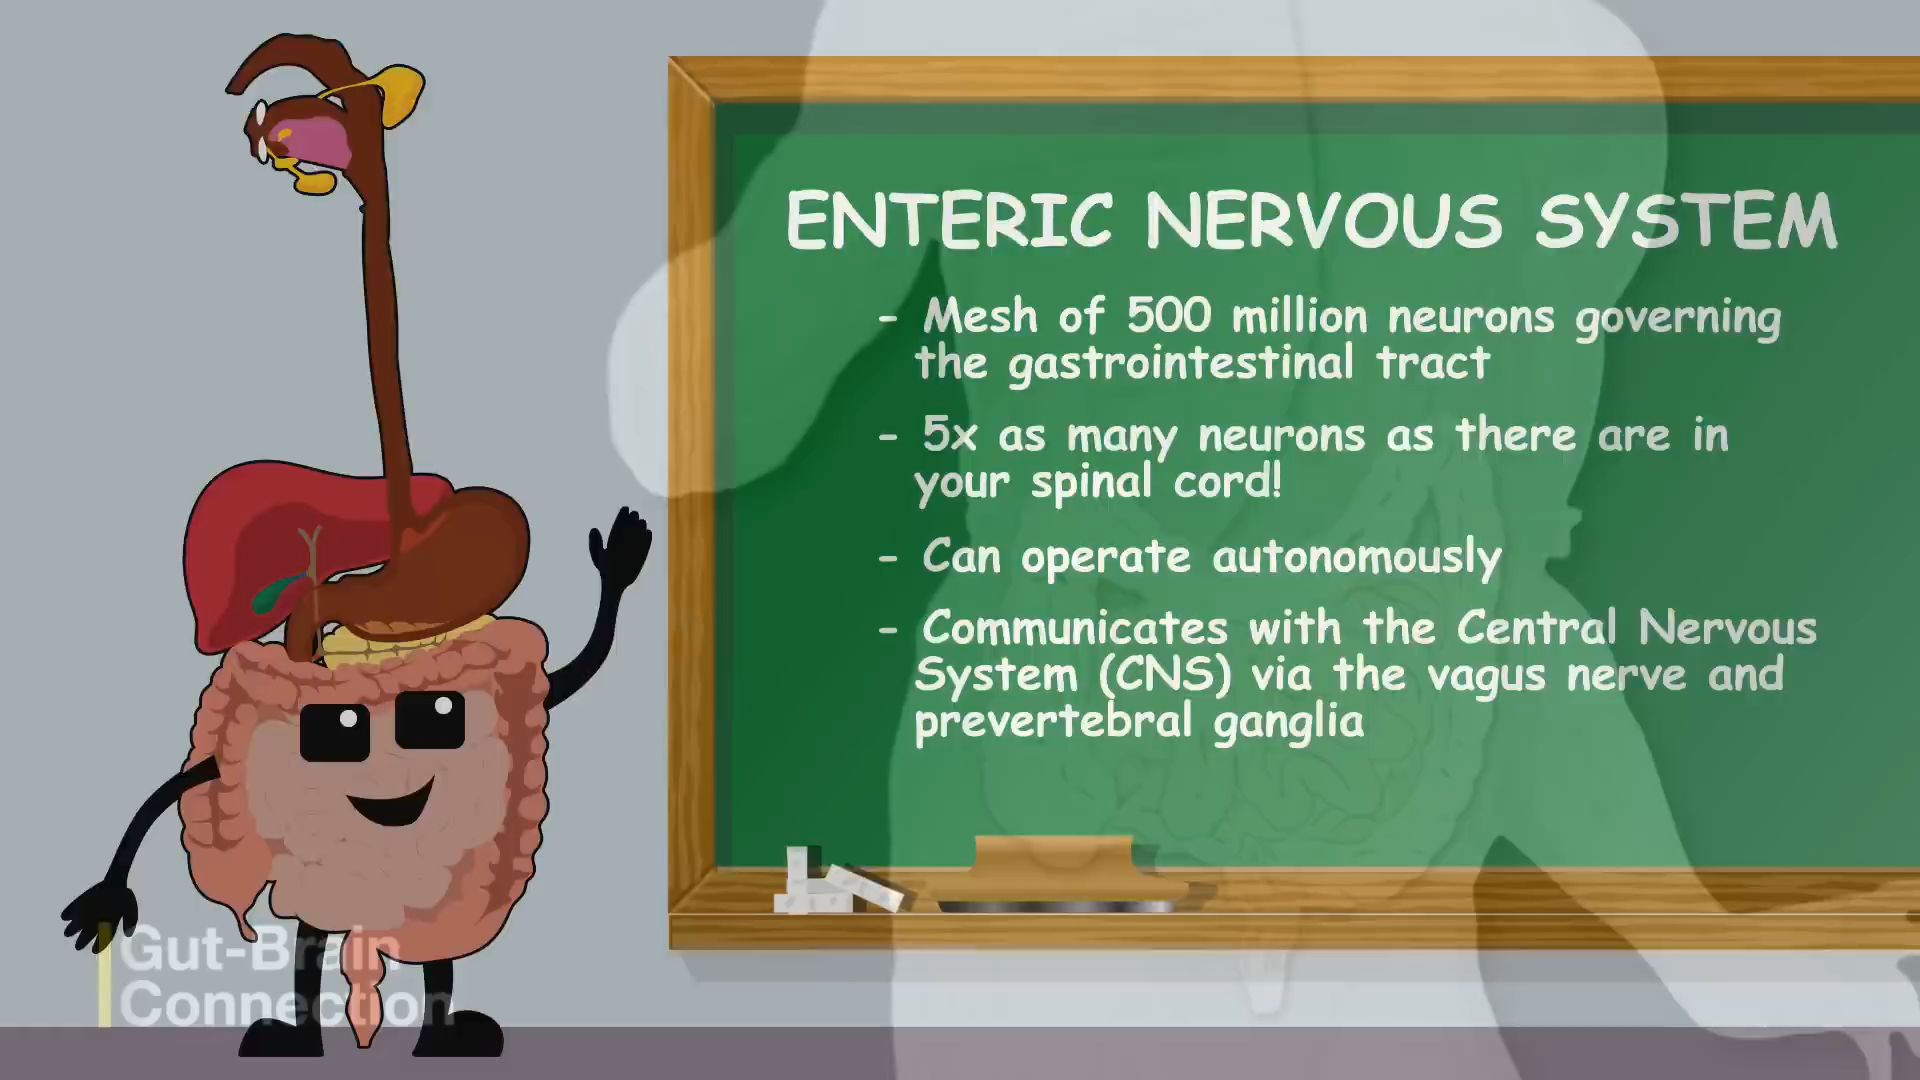 ENTERIC NERVOUS SYSTEM
- Mesh of 500 million neurons governing
the gastrointestinal tract
- 5x as many neurons as there are in
your spinal cord!
- Can operate autonomously
- Communicates with the Central Nervous
System (CNS) via the vagus nerve and
prevertebral ganglia
Gut-Brain
Connection